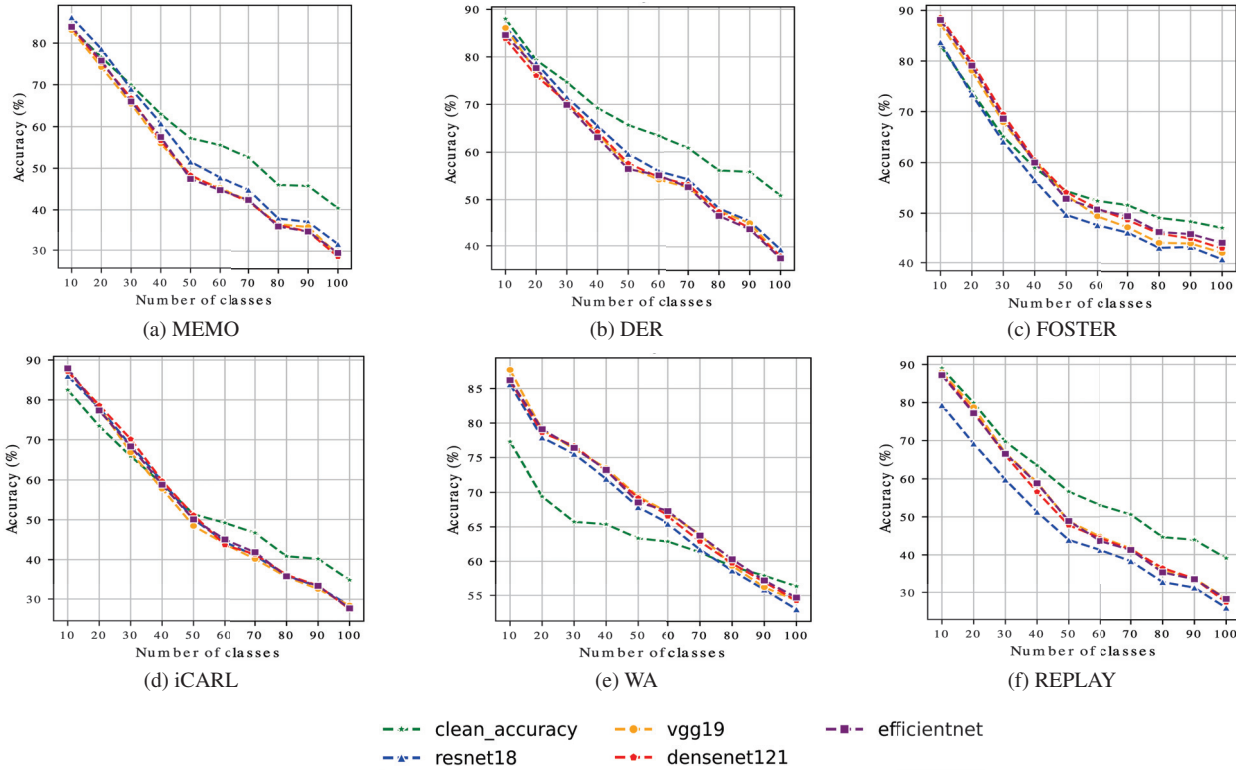 80
70
60
50
40
30
Accuracy (%)
10 20 30 40 50 60 70 80 90 100
Number of classes
(a) MEMO
90
80
70
60
50
40
Accuracy (%)
10 20 30 40 50 60 70 80 90 100
Number of classes
(b) DER
90
80
70
60
50
40
Accuracy (%)
10 20 30 40 50 60 70 80 90 100
Number of classes
(c) FOSTER
90
80
70
60
50
40
30
Accuracy (%)
10 20 30 40 50 60 70 80 90 100
Number of classes
(d) iCARL
85
80
75
70
65
60
55
Accuracy (%)
10 20 30 40 50 60 70 80 90 100
Number of classes
(e) WA
90
80
70
60
50
40
30
Accuracy (%)
10 20 30 40 50 60 70 80 90 100
Number of classes
(f) REPLAY
clean_accuracy vgg19 efficientnet
resnet18 densenet121